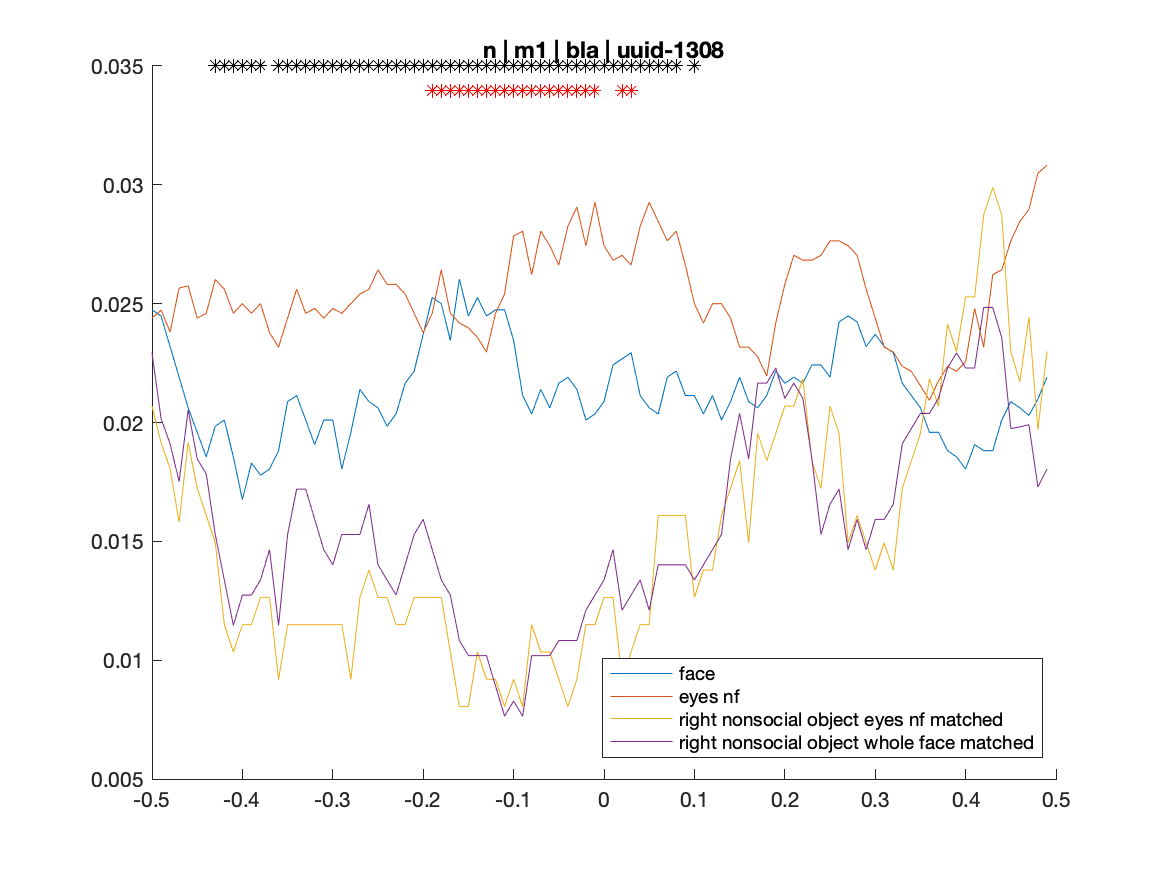 n | m1 | bla | uuid-1308
0.035
0.03
0.025
0.02
0.015
0.01
0.005
face
eyes nf
right nonsocial object eyes nf matched
right nonsocial object whole face matched
-0.5 -0.4 -0.3 -0.2 -0.1 0 0.1 0.2 0.3 0.4 0.5